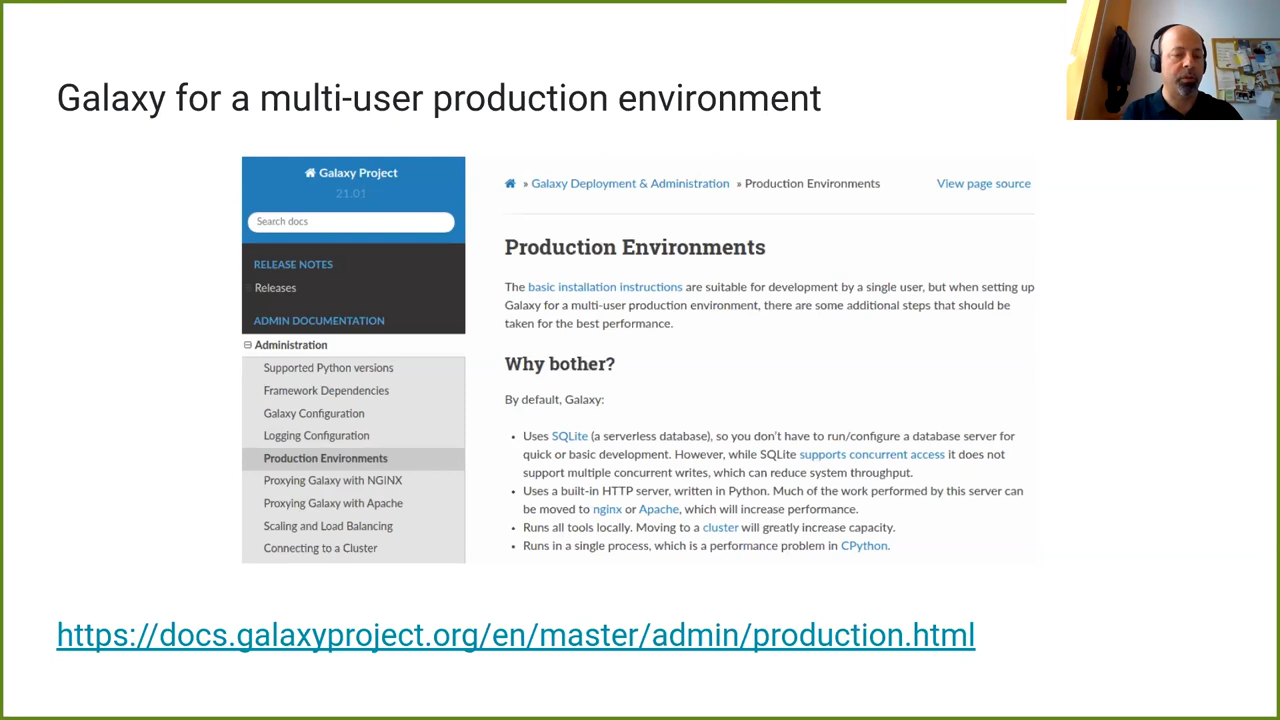 Galaxy for a multi-user production environment
Galaxy Project
21.01
Search docs
RELEASE NOTES
Releases
ADMIN DOCUMENTATION
Administration
Supported Python versions
Framework Dependencies
Galaxy Configuration
Logging Configuration
Production Environments
Proxying Galaxy with NGINX
Proxying Galaxy with Apache
Scaling and Load Balancing
Connecting to a Cluster
» Galaxy Deployment & Administration » Production Environments
View page source
Production Environments
The basic installation instructions are suitable for development by a single user, but when setting up
Galaxy for a multi-user production environment, there are some additional steps that should be
taken for the best performance.
Why bother?
By default, Galaxy:
• Uses SQLite (a serverless database), so you don't have to run/configure a database server for
quick or basic development. However, while SQLite supports concurrent access it does not
support multiple concurrent writes, which can reduce system throughput.
• Uses a built-in HTTP server, written in Python. Much of the work performed by this server can
be moved to nginx or Apache, which will increase performance.
• Runs all tools locally. Moving to a cluster will greatly increase capacity.
• Runs in a single process, which is a performance problem in CPython.
https://docs.galaxyproject.org/en/master/admin/production.html